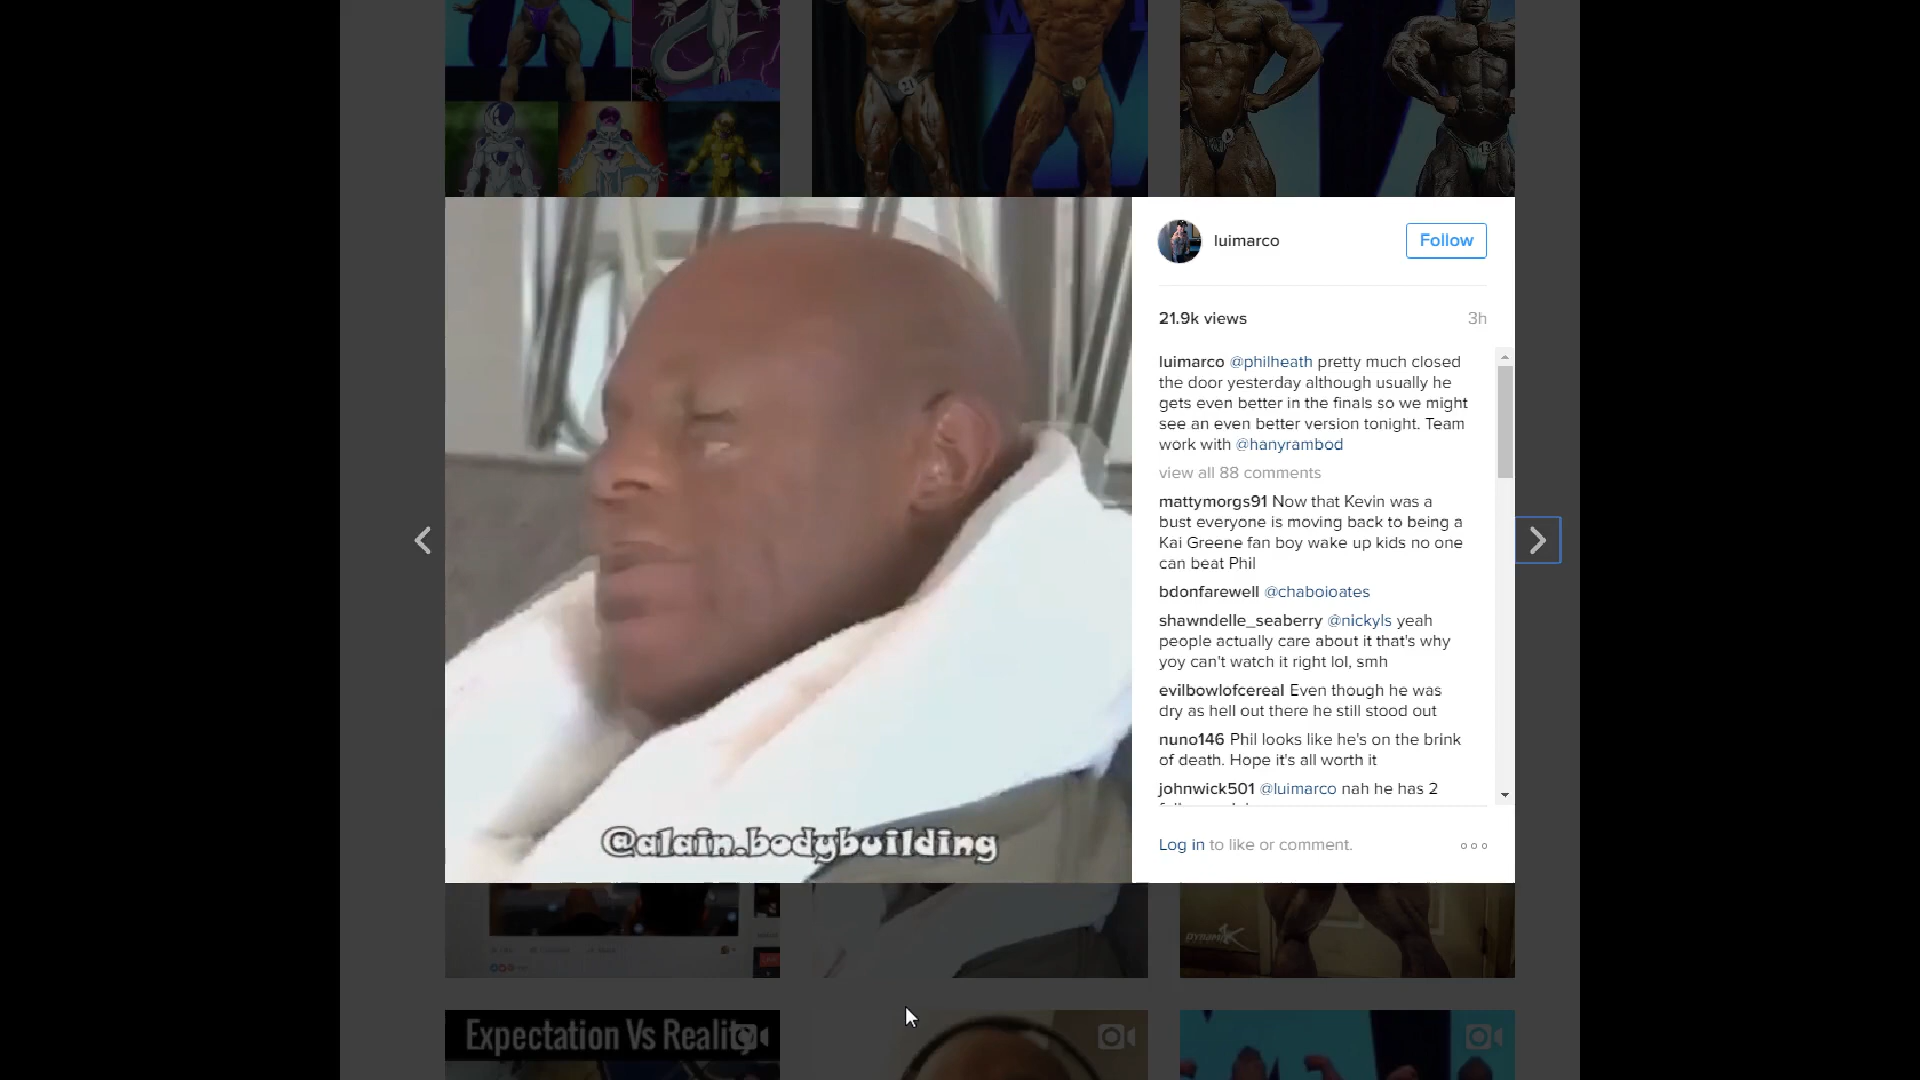 luimarco
Follow
21.9k views
3h
luimarco @philheath pretty much closed
the door yesterday although usually he
gets even better in the finals so we might
see an even better version tonight. Team
work with @hanyrambod
view all 88 comments
mattymorgs91 Now that Kevin was a
bust everyone is moving back to being a
Kai Greene fan boy wake up kids no one
can beat Phil
bdonfarewell @chaboioates
shawndelle_seaberry @nickyls yeah
people actually care about it that's why
yoy can't watch it right lol, smh
evilbowlofcereal Even though he was
dry as hell out there he still stood out
nuno146 Phil looks like he's on the brink
of death. Hope it's all worth it
johnwick501 @luimarco nah he has 2
Log in to like or comment.
@alain.bodybuilding
Expectation Vs Reality